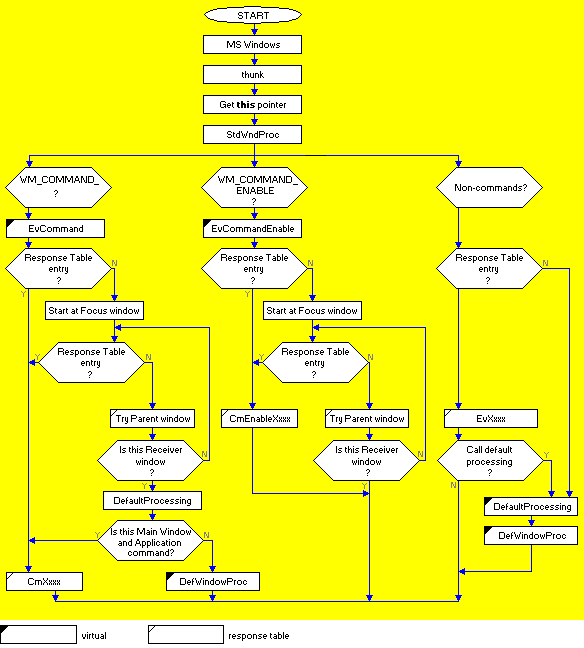 START
MS Windows
thunk
Get this pointer
StdWndProc
WM_COMMAND_
?
EvCommand
Response Table
entry
?
Y
N
Start at Focus window
Response Table
entry
?
Y
N
Try Parent window
Is this Receiver
window
?
N
Y
DefaultProcessing
Is this Main Window
and Application
command?
Y
N
CmXxxx
DefWindowProc
WM_COMMAND_
ENABLE
?
EvCommandEnable
Response Table
entry
?
Y
N
Start at Focus window
Response Table
entry
?
Y
N
CmEnableXxxx
Try Parent window
Is this Receiver
window
?
N
Y
Non-commands?
Response Table
entry
?
N
EvXxxx
Call default
processing
?
Y
N
DefaultProcessing
DefWindowProc
virtual
response table